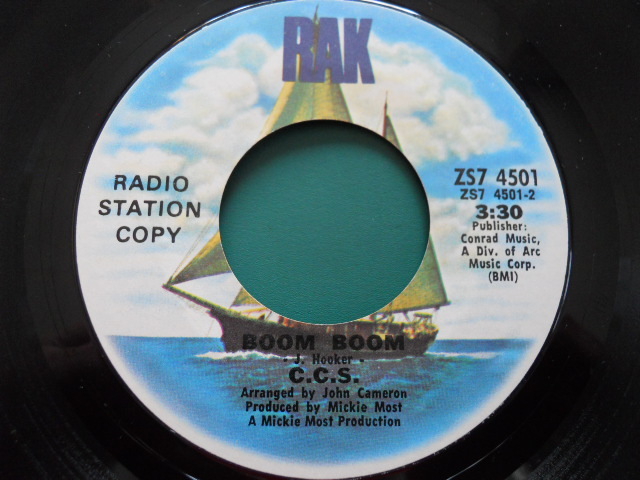 RAK
RADIO
STATION
COPY
ZS7 4501
ZS7 4501-2
3:30
Publisher:
Conrad Music,
A Div. of Arc
Music Corp.
(BMI)
BOOM BOOM
- J. Hooker -
C.C.S.
Arranged by John Cameron
Produced by Mickie Most
A Mickie Most Production